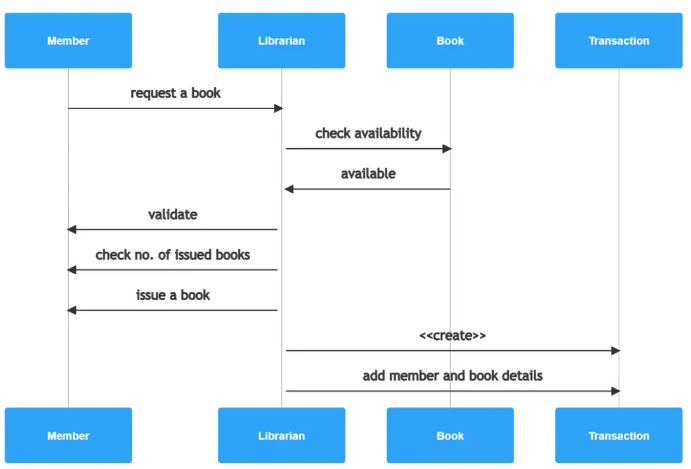 Member Librarian Book Transaction
request a book
check availability
available
validate
check no. of issued books
issue a book
<<create>>
add member and book details
Member Librarian Book Transaction